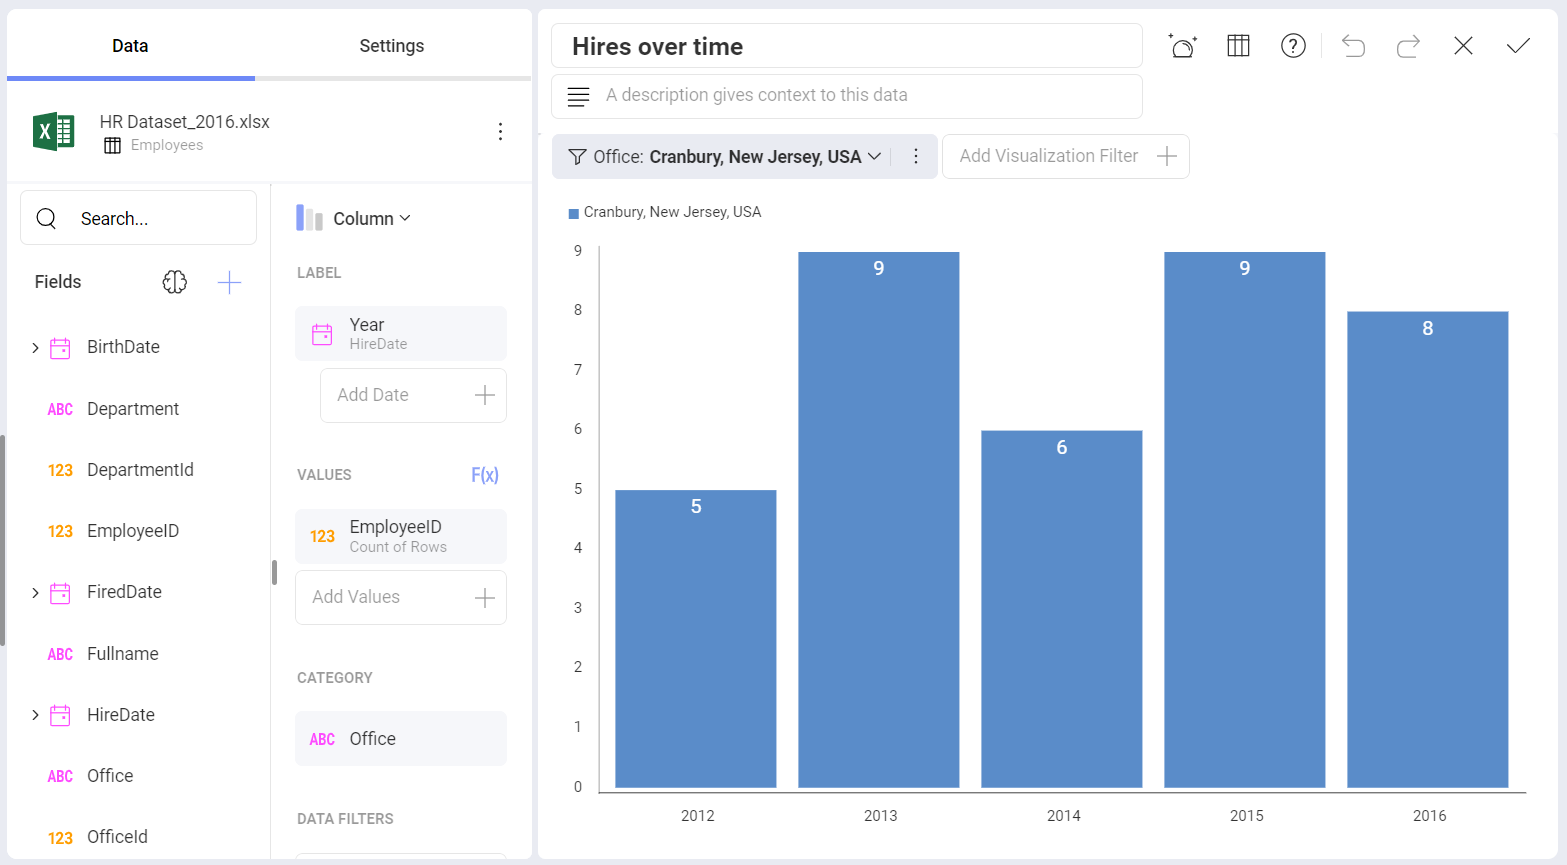 Data
Settings
HR Dataset_2016.xlsx
Employees
Search...
Fields
BirthDate
ABC Department
123 DepartmentId
123 EmployeeID
FiredDate
ABC Fullname
HireDate
ABC Office
123 OfficeId
Column
LABEL
Year
HireDate
Add Date
VALUES F(x)
123 EmployeeID
Count of Rows
Add Values
CATEGORY
ABC Office
DATA FILTERS
Hires over time
?
A description gives context to this data
Office: Cranbury, New Jersey, USA
Add Visualization Filter
Cranbury, New Jersey, USA
9
8
7
6
5
4
3
2
1
0
5
9
6
9
8
2012 2013 2014 2015 2016